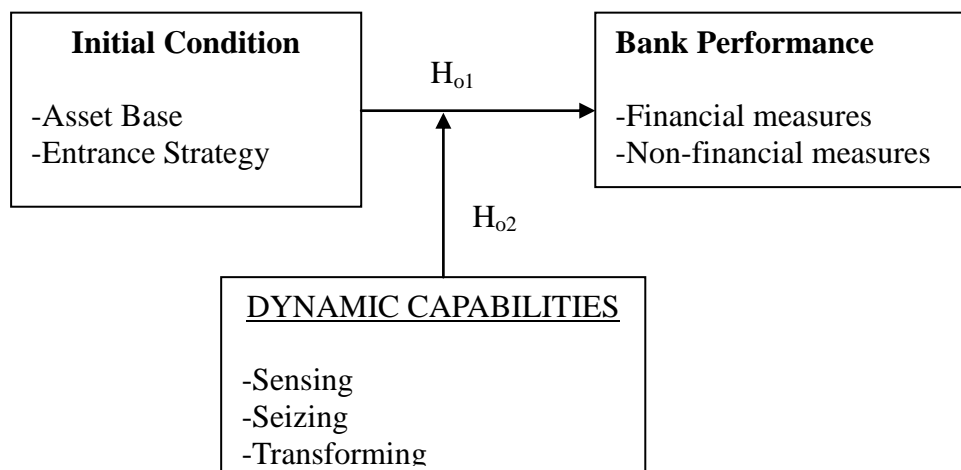 Initial Condition
-Asset Base
-Entrance Strategy
Ho1
Bank Performance
-Financial measures
-Non-financial measures
Ho2
DYNAMIC CAPABILITIES
-Sensing
-Seizing
-Transforming